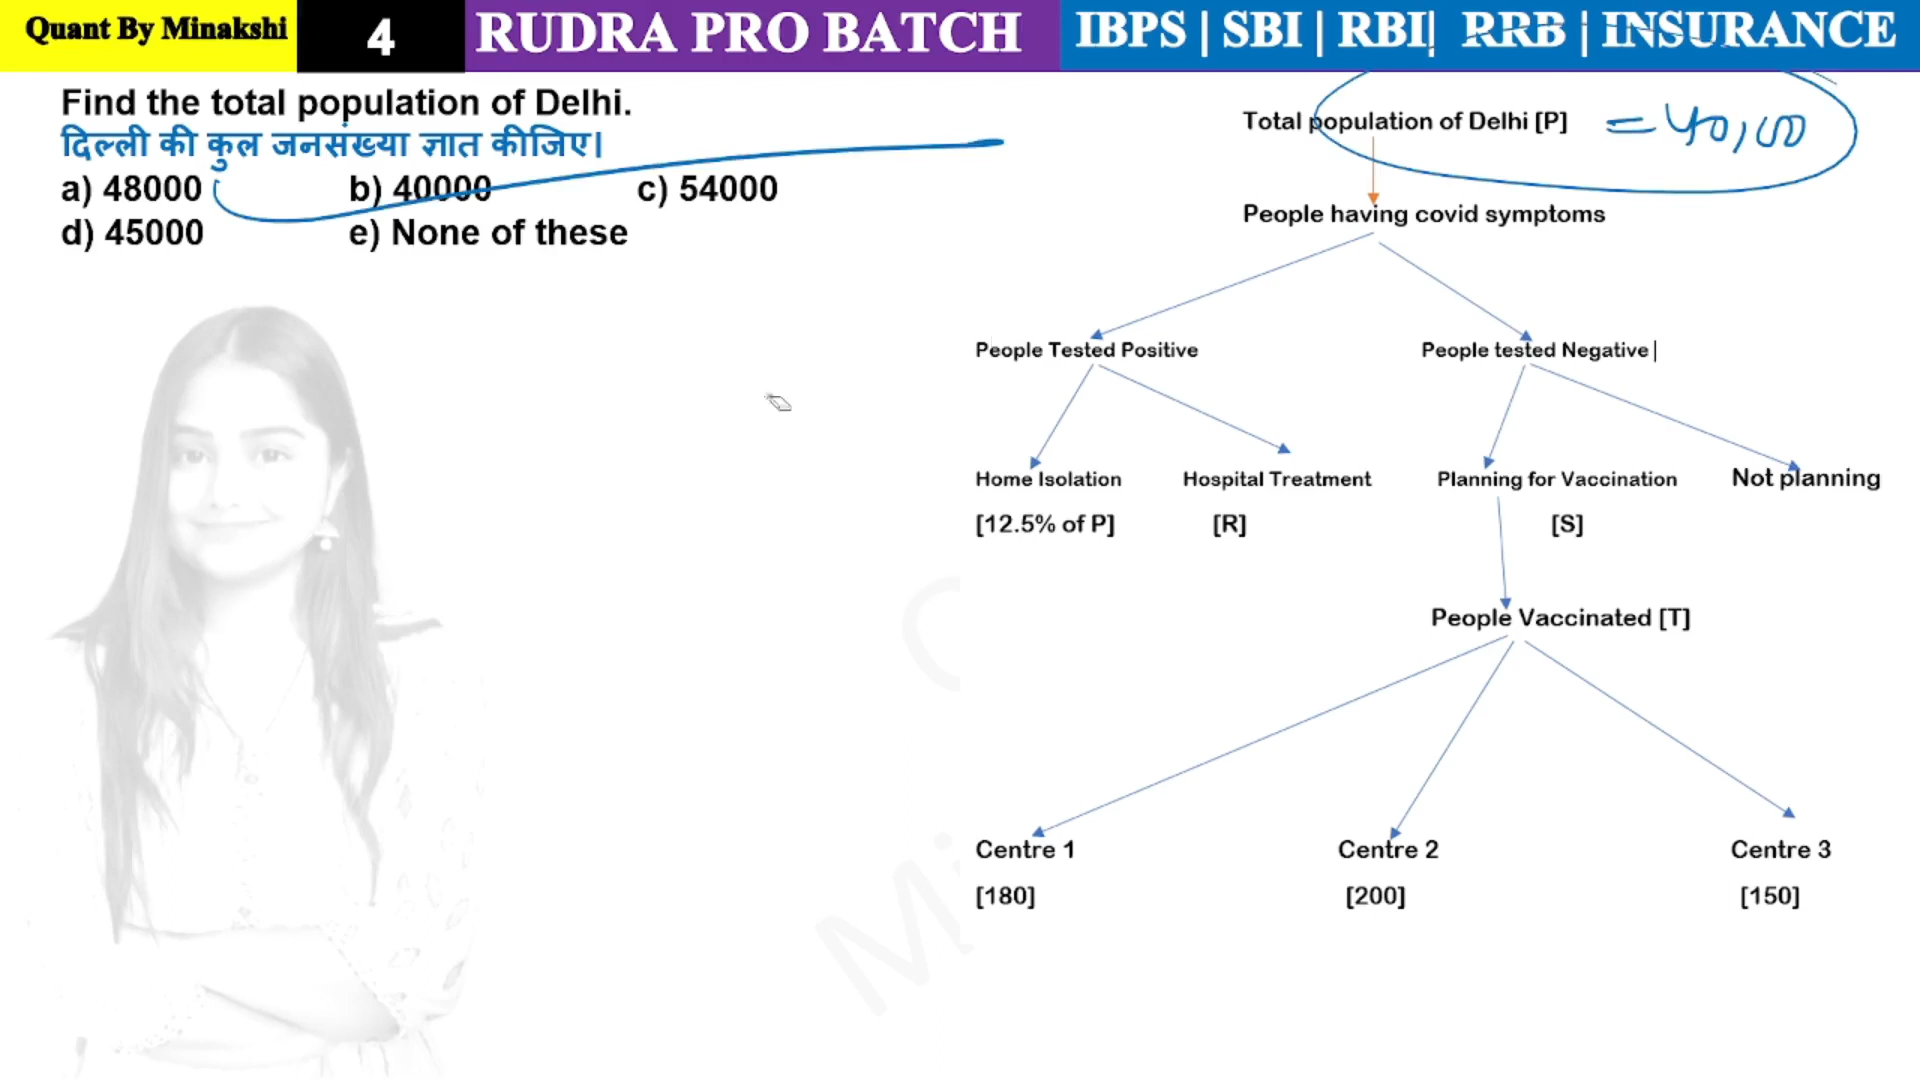 Quant By Minakshi 4 RUDRA PRO BATCH IBPS | SBI | RBI| RRB | INSURANCE
Find the total population of Delhi.
दिल्ली की कुल जनसंख्या ज्ञात कीजिए।
a) 48000 b) 40000 c) 54000
d) 45000 e) None of these
Total population of Delhi [P]
People having covid symptoms
People Tested Positive People tested Negative|
Home Isolation Hospital Treatment Planning for Vaccination Not planning
[12.5% of P] [R] [S]
People Vaccinated [T]
Centre 1 Centre 2 Centre 3
[180] [200] [150]